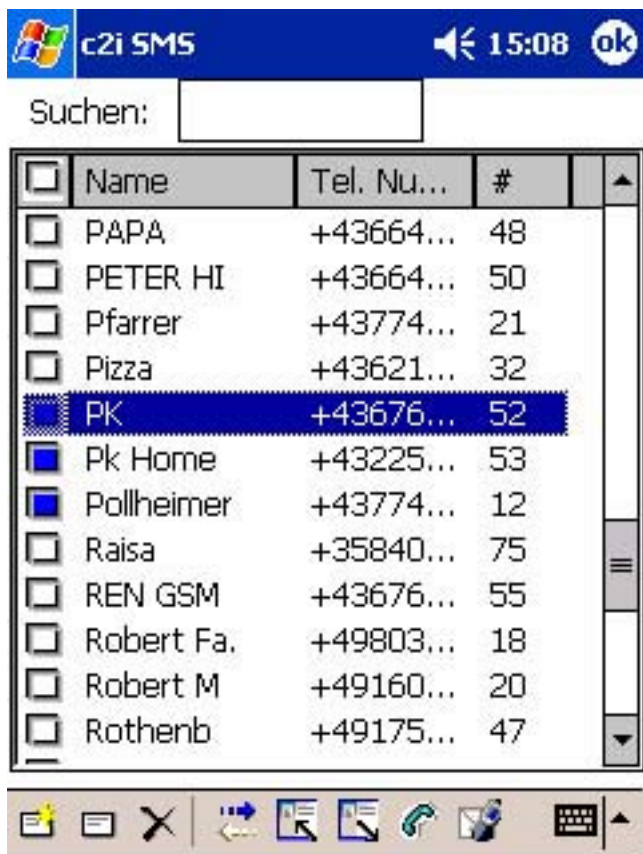 c2i SMS 15:08 ok
Suchen:
Name Tel. Nu... #
PAPA +43664... 48
PETER HI +43664... 50
Pfarrer +43774... 21
Pizza +43621... 32
PK +43676... 52
Pk Home +43225... 53
Pollheimer +43774... 12
Raisa +35840... 75
REN GSM +43676... 55
Robert Fa. +49803... 18
Robert M +49160... 20
Rothenb +49175... 47